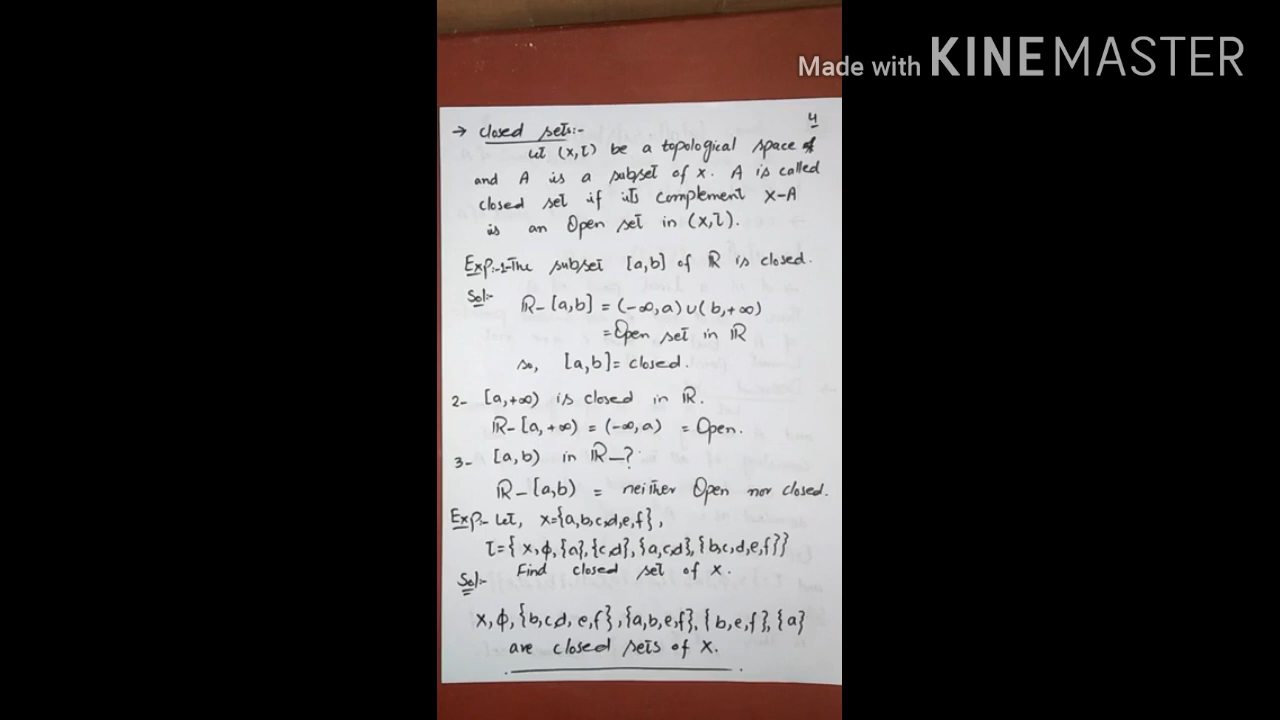 Made with KINEMASTER
4
→ closed sets:-
Let (X,τ) be a topological space of
and A is a subset of X. A is called
closed set if its complement X-A
is an Open set in (X,τ).
Exp:-1-The subset [a,b] of ℝ is closed.
Sol:-
ℝ-[a,b] = (-∞,a)∪(b,+∞)
=Open set in ℝ
so, [a,b]= closed.
2- [a,+∞) is closed in ℝ.
ℝ-[a,+∞) = (-∞,a) = Open.
3- [a,b) in ℝ—?
ℝ-[a,b) = neither Open nor closed.
Exp:- Let, X={a,b,c,d,e,f},
τ={ X,φ,{a},{c,d},{a,c,d},{b,c,d,e,f}}
Find closed set of X.
Sol:-
X,φ,{b,c,d,e,f},{a,b,e,f},{b,e,f},{a}
are closed sets of X.